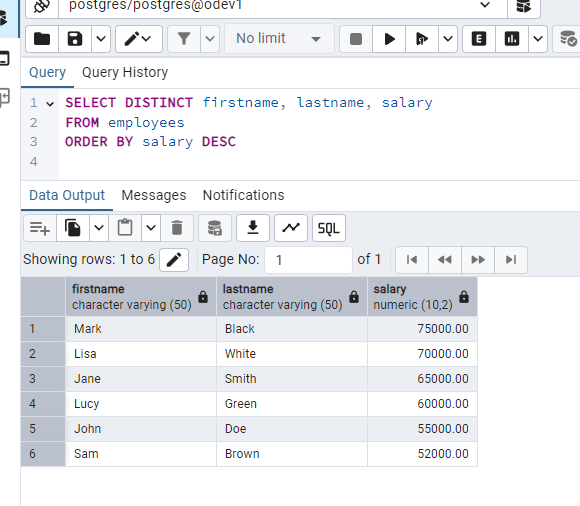 postgres/postgres@odev1
No limit
E
Query Query History
1 SELECT DISTINCT firstname, lastname, salary
2 FROM employees
3 ORDER BY salary DESC
4
Data Output Messages Notifications
SQL
Showing rows: 1 to 6 Page No: 1 of 1
firstname lastname salary
character varying (50) character varying (50) numeric (10,2)
1 Mark Black 75000.00
2 Lisa White 70000.00
3 Jane Smith 65000.00
4 Lucy Green 60000.00
5 John Doe 55000.00
6 Sam Brown 52000.00